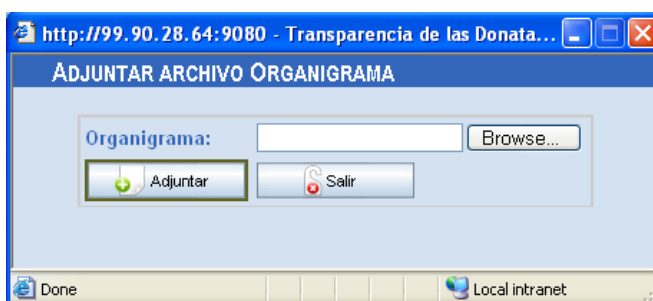 http://99.90.28.64:9080 - Transparencia de las Donata...
ADJUNTAR ARCHIVO ORGANIGRAMA
Organigrama:
Browse...
Adjuntar
Salir
Done
Local intranet